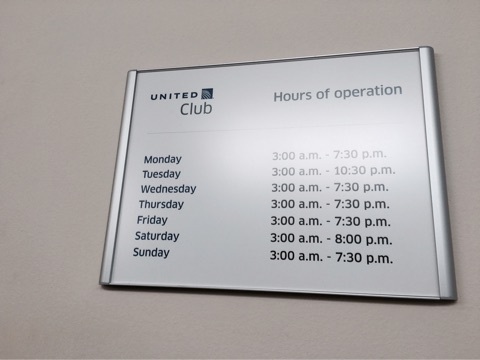 UNITED
Club
Hours of operation
Monday 3:00 a.m. - 7:30 p.m.
Tuesday 3:00 a.m. - 10:30 p.m.
Wednesday 3:00 a.m. - 7:30 p.m.
Thursday 3:00 a.m. - 7:30 p.m.
Friday 3:00 a.m. - 7:30 p.m.
Saturday 3:00 a.m. - 8:00 p.m.
Sunday 3:00 a.m. - 7:30 p.m.